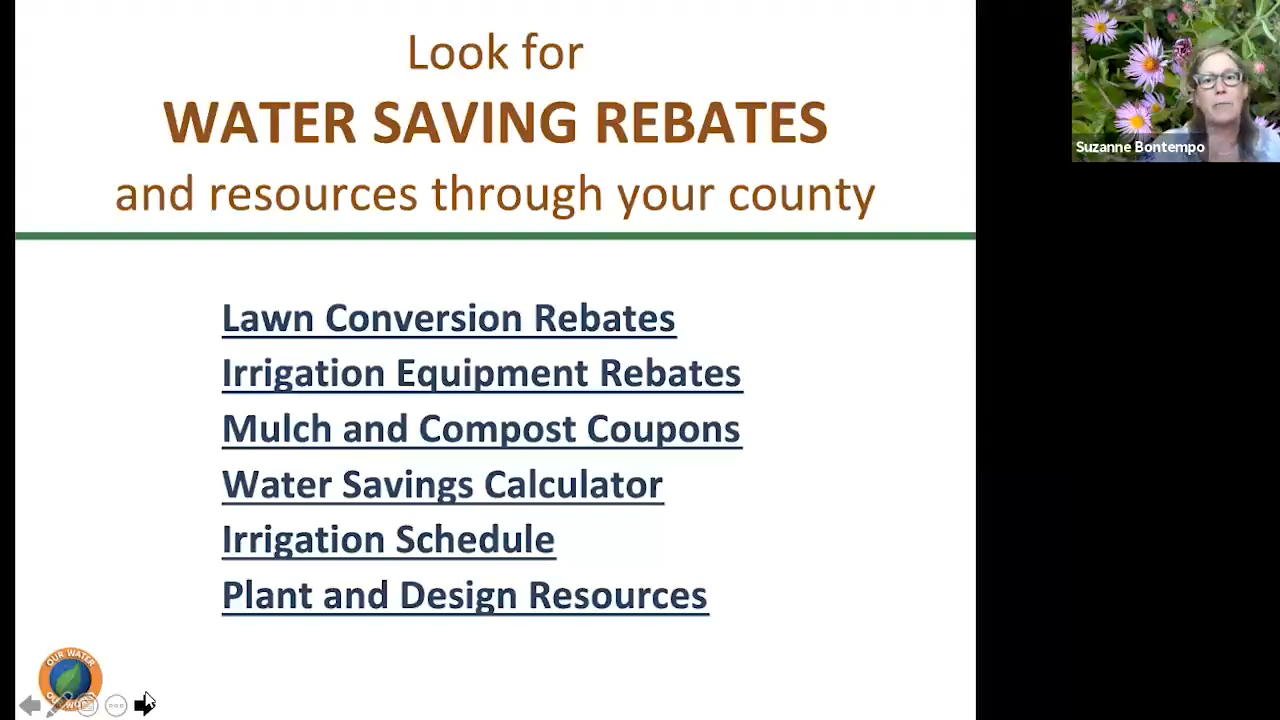 Look for
WATER SAVING REBATES
and resources through your county
Suzanne Bontempo
Lawn Conversion Rebates
Irrigation Equipment Rebates
Mulch and Compost Coupons
Water Savings Calculator
Irrigation Schedule
Plant and Design Resources
OUR WATER